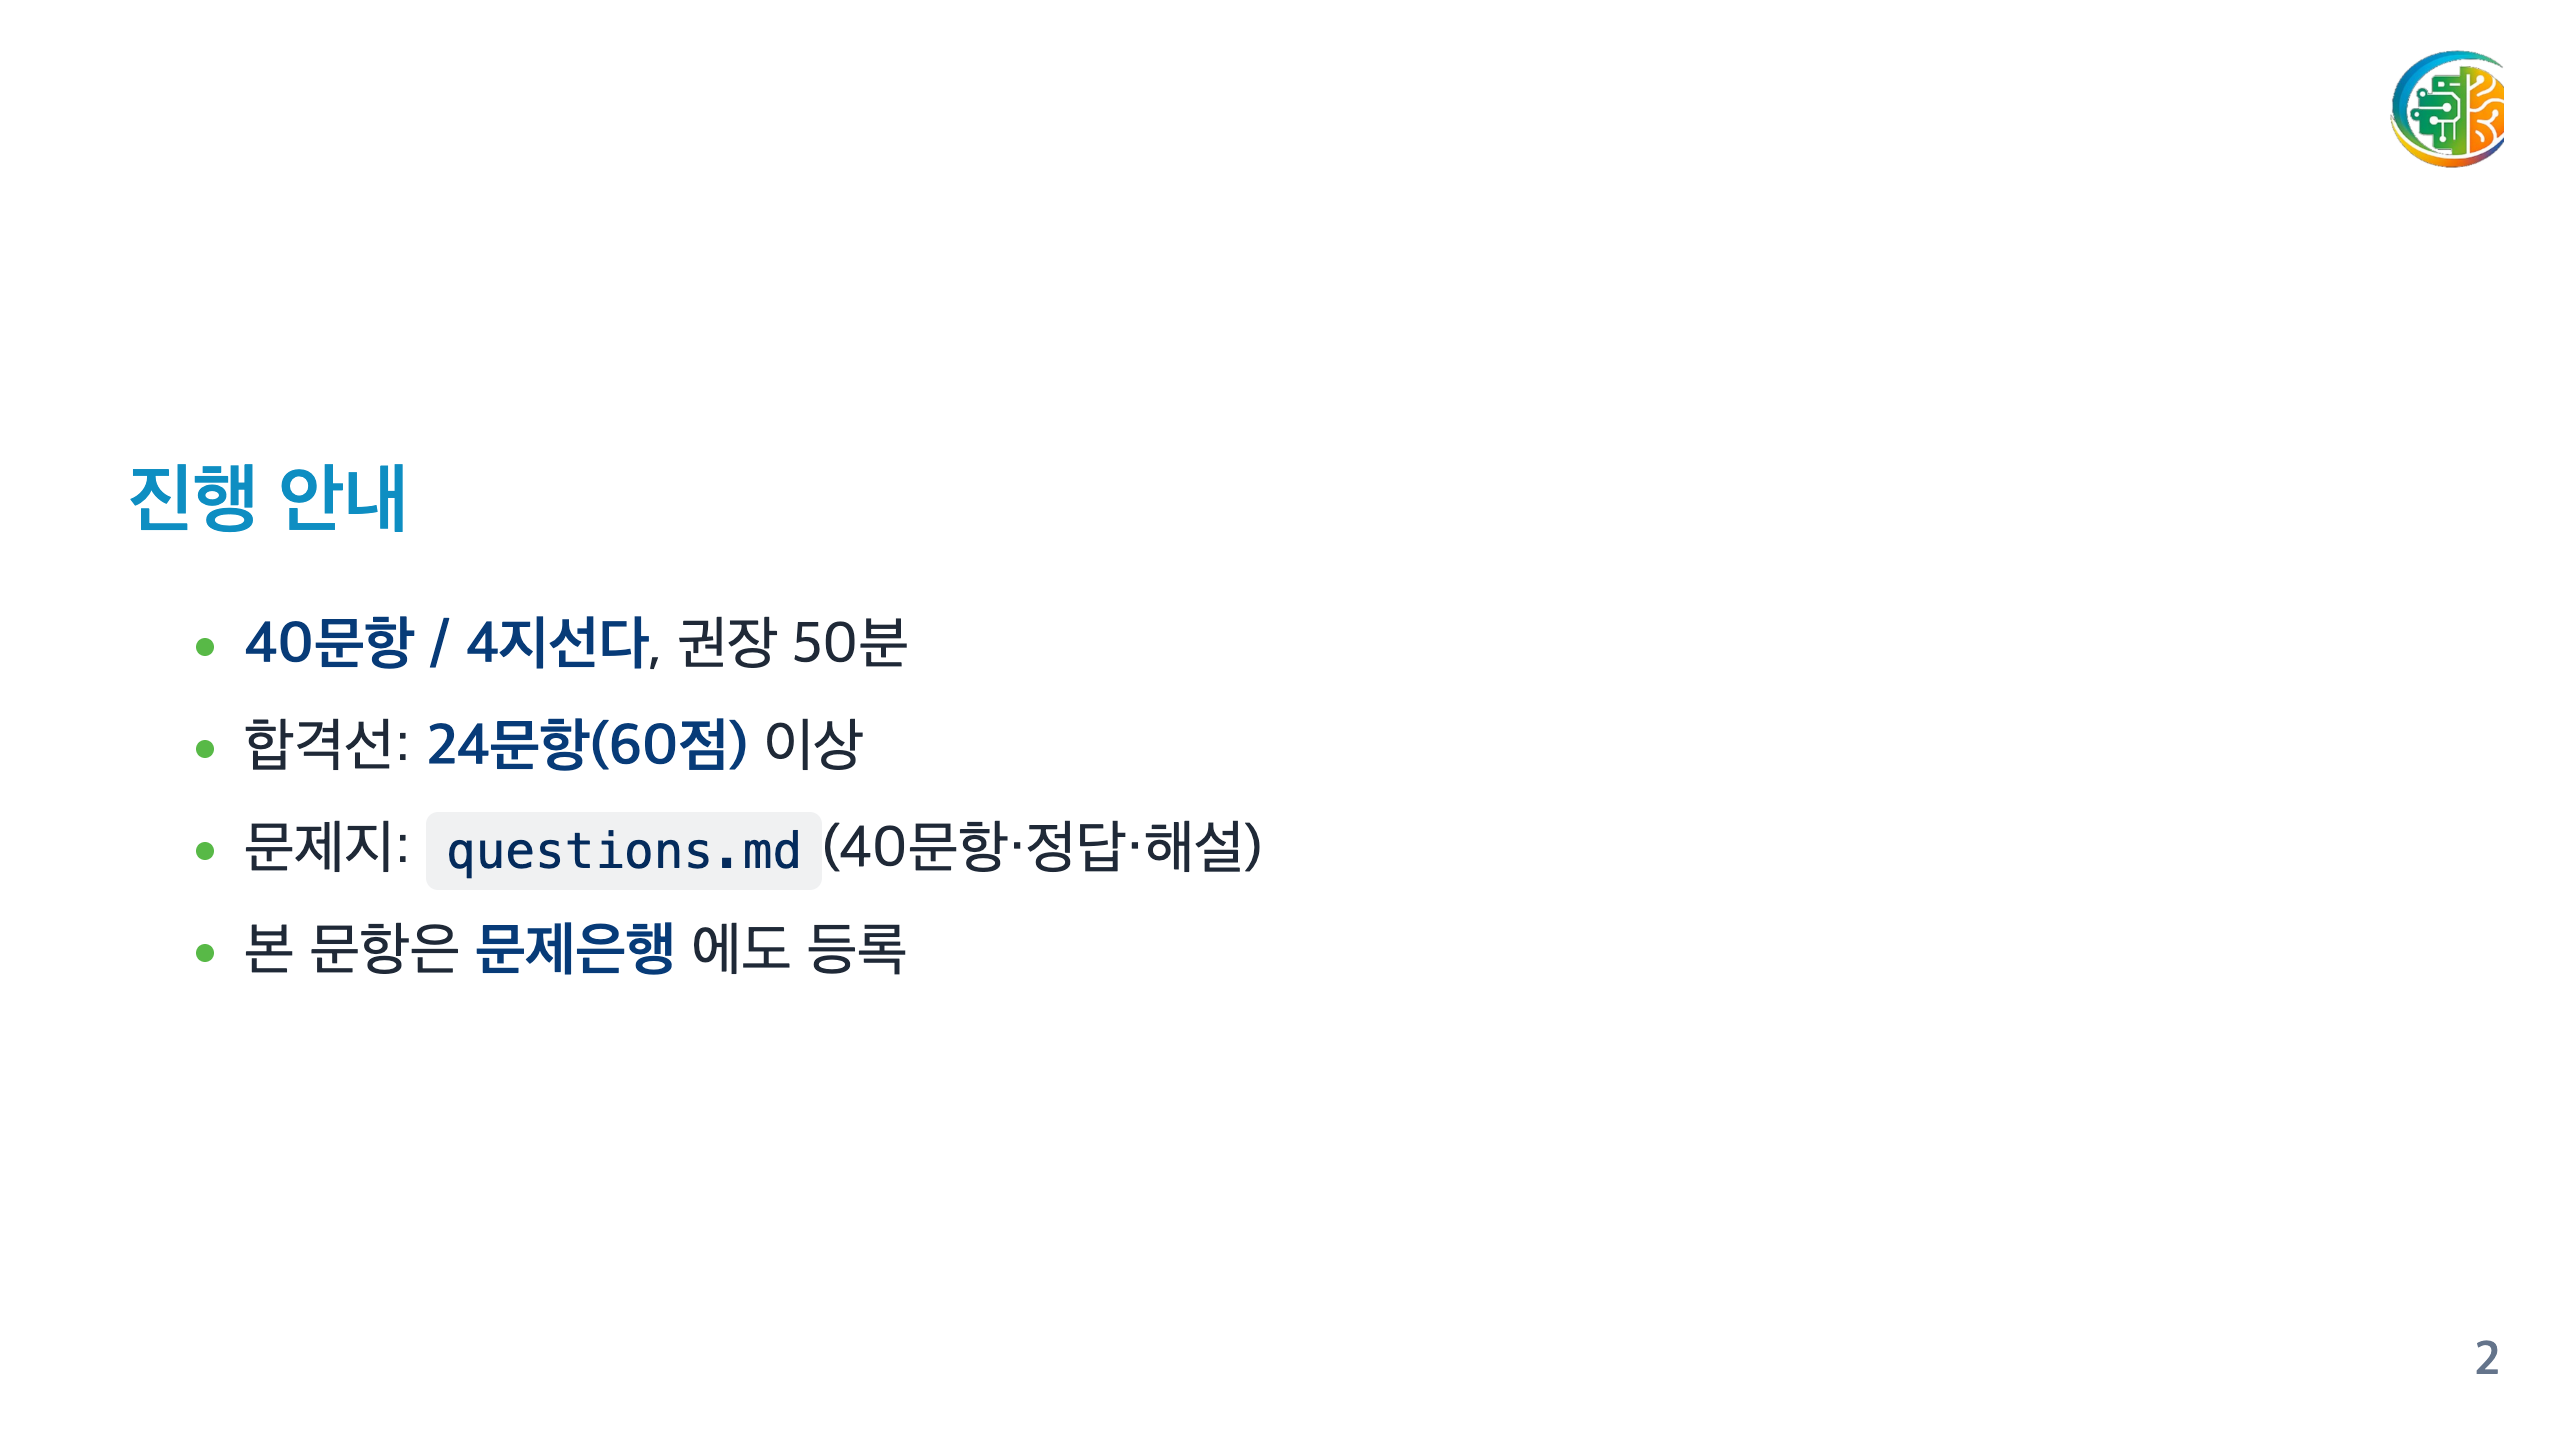 진행 안내
40문항 / 4지선다, 권장 50분
합격선: 24문항(60점) 이상
문제지: questions.md (40문항·정답·해설)
본 문항은 문제은행 에도 등록
2